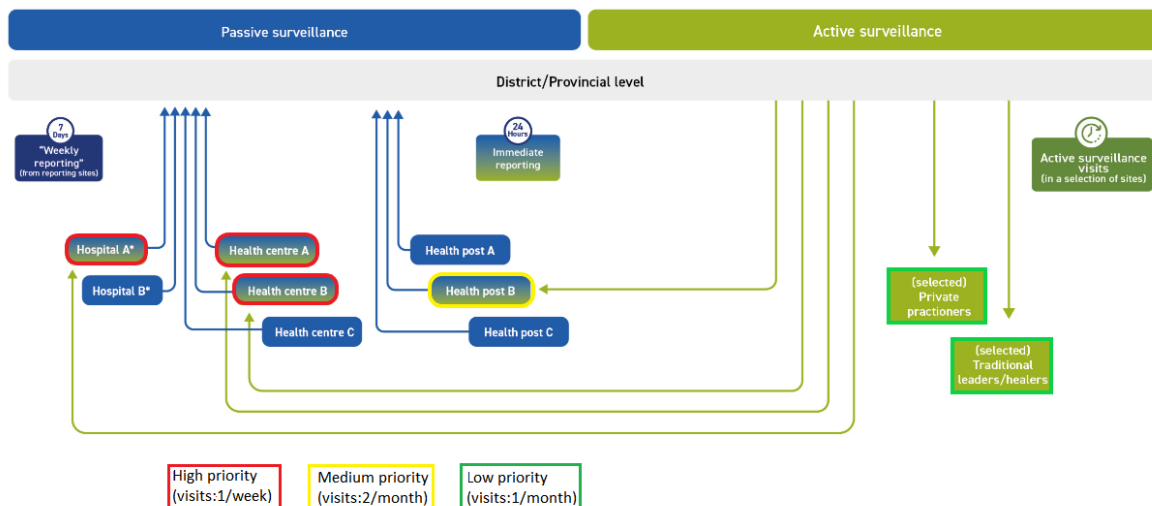 Passive surveillance
Active surveillance
District/Provincial level
7
Days
"Weekly
reporting"
(from reporting sites)
24
Hours
Immediate
reporting
Active surveillance
visits
(in a selection of sites)
Hospital A*
Health centre A
Health post A
Hospital B*
Health centre B
Health post B
(selected)
Private
practioners
Health centre C
Health post C
(selected)
Traditional
leaders/healers
High priority
(visits:1/week)
Medium priority
(visits:2/month)
Low priority
(visits:1/month)